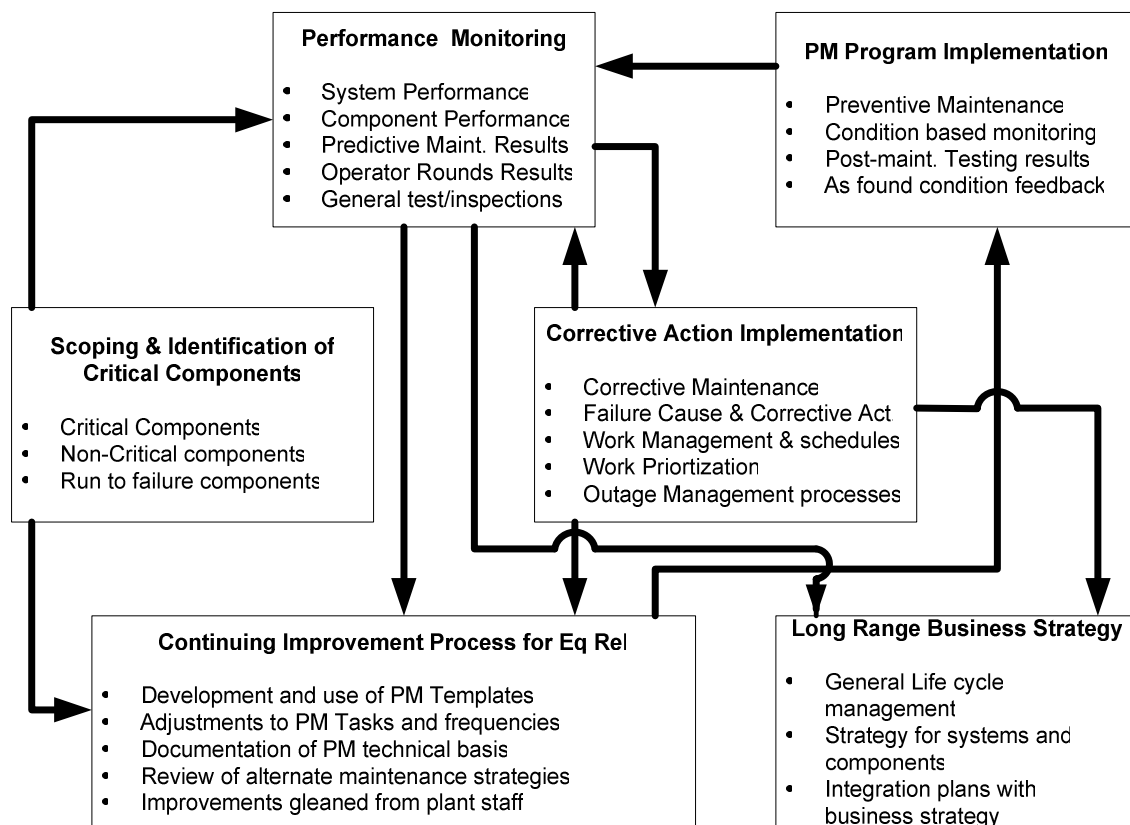 Performance Monitoring
• System Performance
• Component Performance
• Predictive Maint. Results
• Operator Rounds Results
• General test/inspections
PM Program Implementation
• Preventive Maintenance
• Condition based monitoring
• Post-maint. Testing results
• As found condition feedback
Scoping & Identification of
Critical Components
• Critical Components
• Non-Critical components
• Run to failure components
Corrective Action Implementation
• Corrective Maintenance
• Failure Cause & Corrective Act
• Work Management & schedules
• Work Priortization
• Outage Management processes
Continuing Improvement Process for Eq Rel
• Development and use of PM Templates
• Adjustments to PM Tasks and frequencies
• Documentation of PM technical basis
• Review of alternate maintenance strategies
• Improvements gleaned from plant staff
Long Range Business Strategy
• General Life cycle
management
• Strategy for systems and
components
• Integration plans with
business strategy